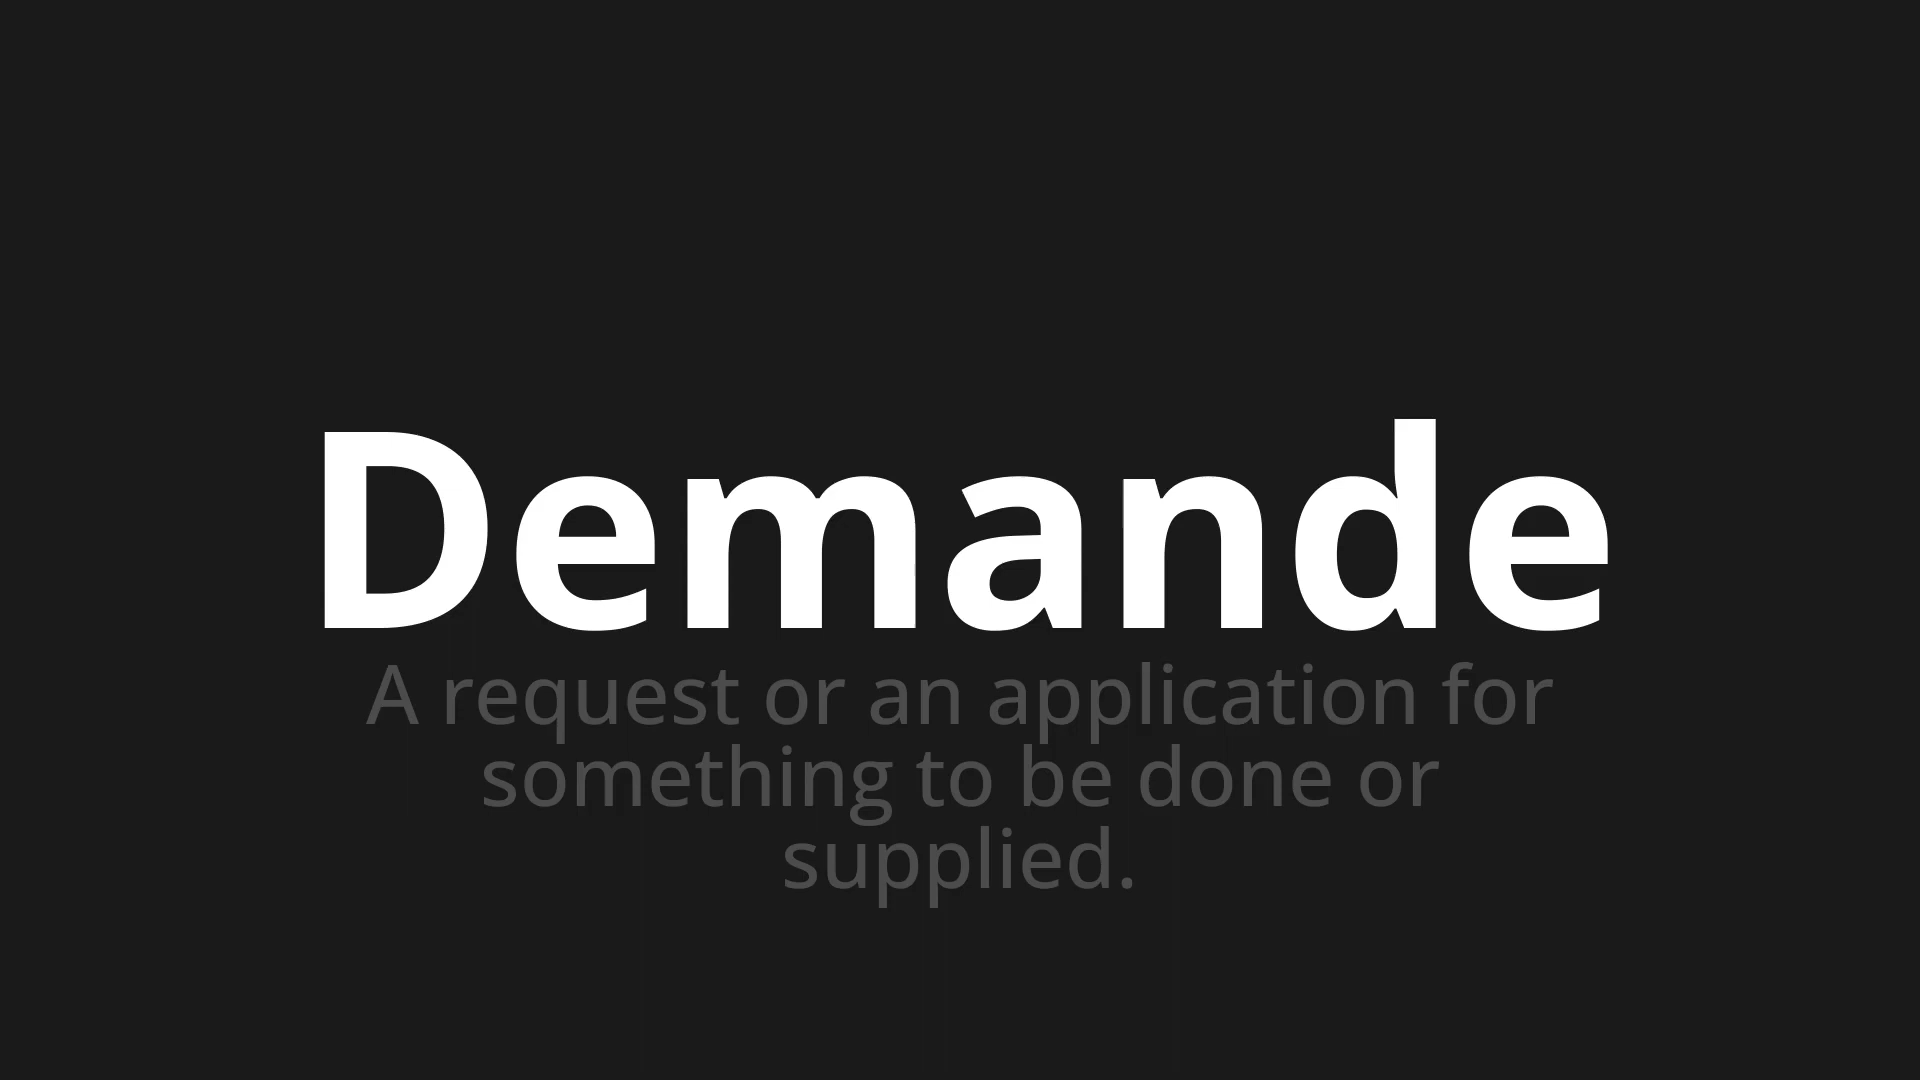 Demande
A request or an application for
something to be done or
supplied.